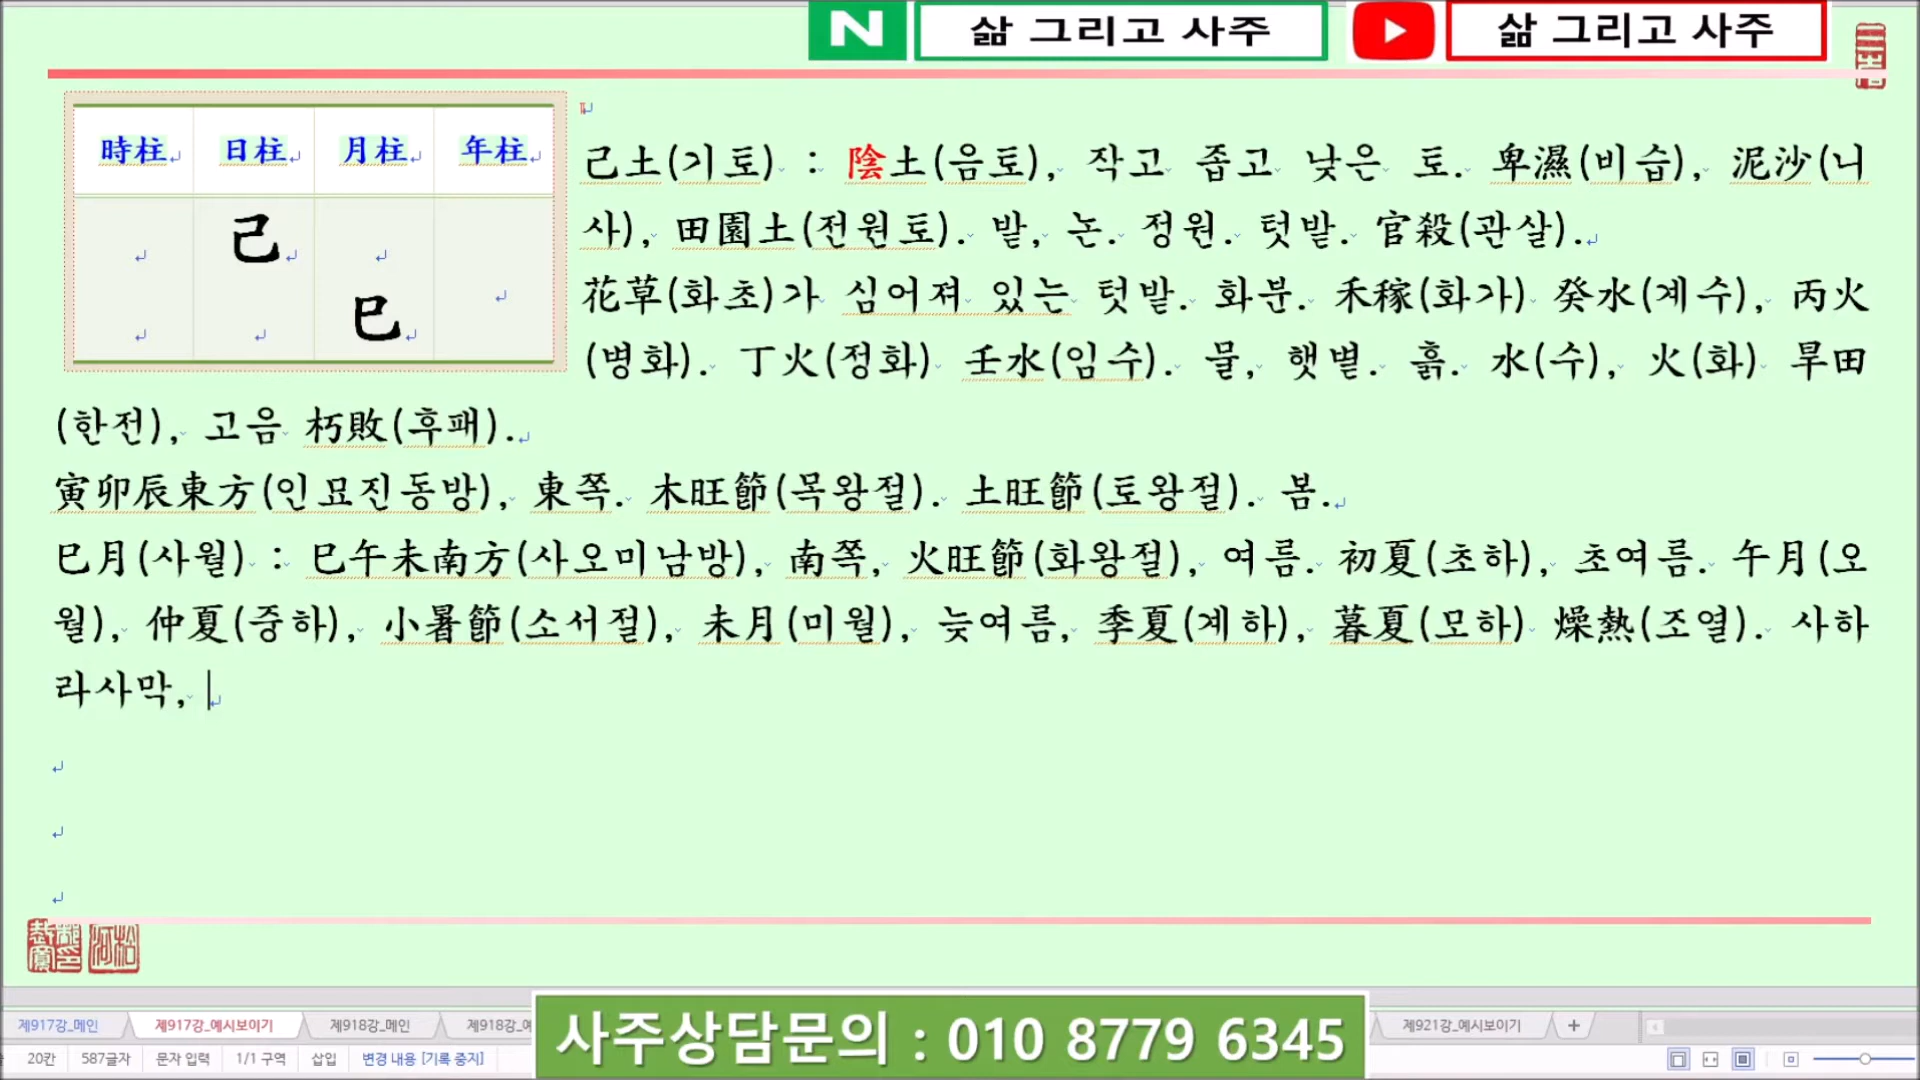 N 삶 그리고 사주 삶 그리고 사주
時柱 日柱 月柱 年柱
己
巳
己土(기토) : 陰土(음토), 작고 좁고 낮은 토. 卑濕(비습), 泥沙(니
사), 田園土(전원토). 밭, 논. 정원. 텃밭. 官殺(관살).
花草(화초)가 심어져 있는 텃밭. 화분. 禾稼(화가) 癸水(계수), 丙火
(병화). 丁火(정화) 壬水(임수). 물, 햇볕. 흙. 水(수), 火(화) 旱田
(한전), 고음 朽敗(후패).
寅卯辰東方(인묘진동방), 東쪽. 木旺節(목왕절). 土旺節(토왕절). 봄.
巳月(사월) : 巳午未南方(사오미남방), 南쪽, 火旺節(화왕절), 여름. 初夏(초하), 초여름. 午月(오
월), 仲夏(중하), 小暑節(소서절), 未月(미월), 늦여름, 季夏(계하), 暮夏(모하) 燥熱(조열). 사하
라사막,
제917강_메인 제917강_예시보이기 제918강_메인 제918강_예 제921강_예시보이기
사주상담문의 : 010 8779 6345
20칸 587글자 문자 입력 1/1 구역 삽입 변경 내용 [기록 중지]